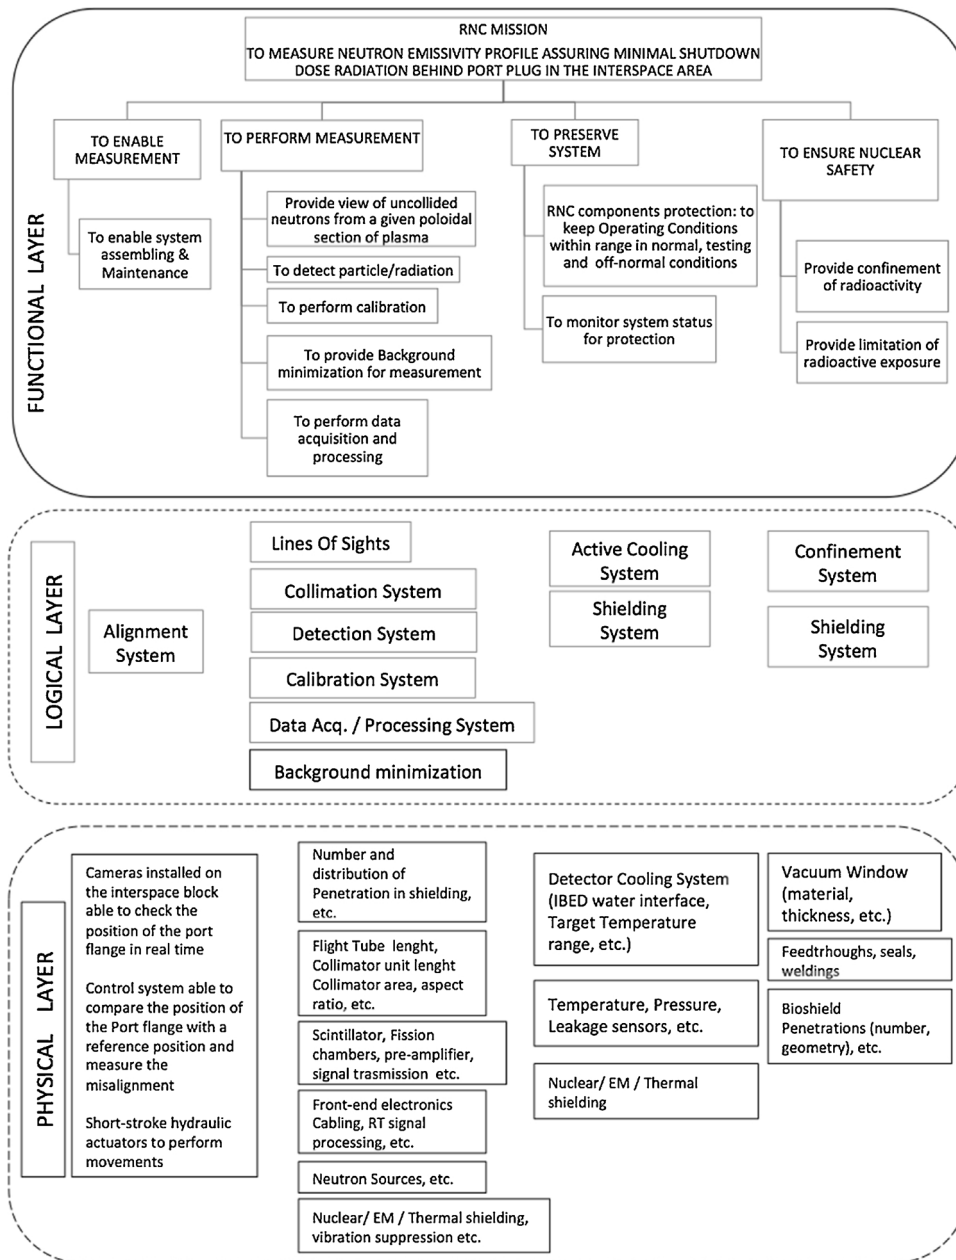 RNC MISSION
TO MEASURE NEUTRON EMISSIVITY PROFILE ASSURING MINIMAL SHUTDOWN
DOSE RADIATION BEHIND PORT PLUG IN THE INTERSPACE AREA
FUNCTIONAL LAYER
TO ENABLE
MEASUREMENT
To enable system
assembling &
Maintenance
TO PERFORM MEASUREMENT
Provide view of uncollided
neutrons from a given poloidal
section of plasma
To detect particle/radiation
To perform calibration
To provide Background
minimization for measurement
To perform data
acquisition and
processing
TO PRESERVE
SYSTEM
RNC components protection: to
keep Operating Conditions
within range in normal, testing
and off-normal conditions
To monitor system status
for protection
TO ENSURE NUCLEAR
SAFETY
Provide confinement
of radioactivity
Provide limitation of
radioactive exposure
LOGICAL LAYER
Alignment
System
Lines Of Sights
Collimation System
Detection System
Calibration System
Data Acq. / Processing System
Background minimization
Active Cooling
System
Shielding
System
Confinement
System
Shielding
System
PHYSICAL LAYER
Cameras installed on
the interspace block
able to check the
position of the port
flange in real time
Control system able to
compare the position of
the Port flange with a
reference position and
measure the
misalignment
Short-stroke hydraulic
actuators to perform
movements
Number and
distribution of
Penetration in shielding,
etc.
Flight Tube lenght,
Collimator unit lenght
Collimator area, aspect
ratio, etc.
Scintillator, Fission
chambers, pre-amplifier,
signal trasmission etc.
Front-end electronics
Cabling, RT signal
processing, etc.
Neutron Sources, etc.
Nuclear/ EM / Thermal shielding,
vibration suppression etc.
Detector Cooling System
(IBED water interface,
Target Temperature
range, etc.)
Temperature, Pressure,
Leakage sensors, etc.
Nuclear/ EM / Thermal
shielding
Vacuum Window
(material,
thickness, etc.)
Feedtrhoughs, seals,
weldings
Bioshield
Penetrations (number,
geometry), etc.